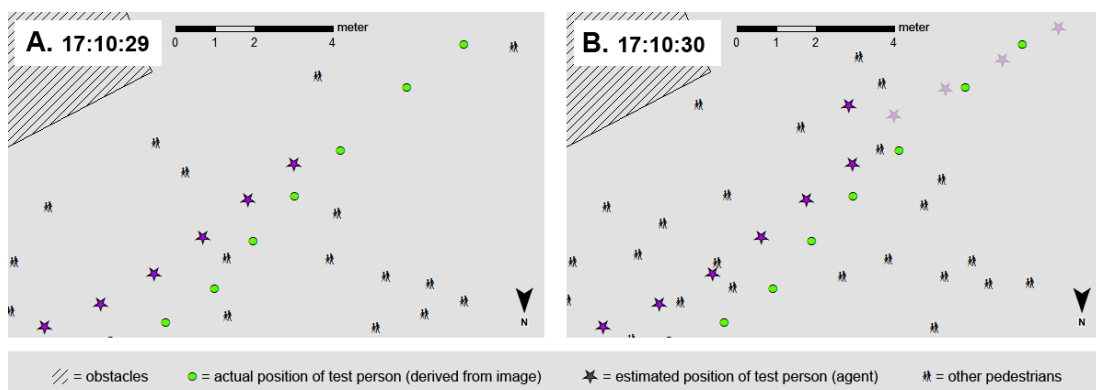 A. 17:10:29
meter
0 1 2 4
N
B. 17:10:30
meter
0 1 2 4
N
= obstacles = actual position of test person (derived from image) = estimated position of test person (agent) = other pedestrians